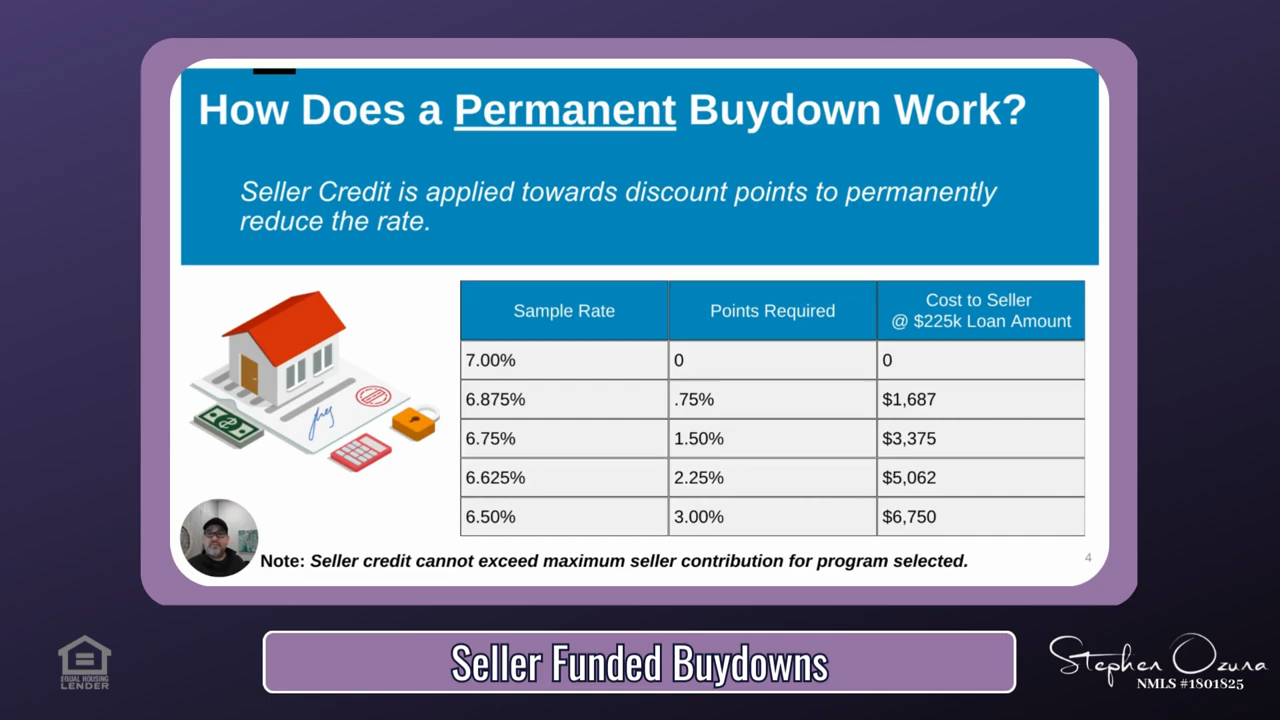 How Does a Permanent Buydown Work?
Seller Credit is applied towards discount points to permanently
reduce the rate.
Sample Rate
Points Required
Cost to Seller
@ $225k Loan Amount
7.00%
0
0
6.875%
.75%
$1,687
6.75%
1.50%
$3,375
6.625%
2.25%
$5,062
6.50%
3.00%
$6,750
Note: Seller credit cannot exceed maximum seller contribution for program selected.
4
Seller Funded Buydowns
EQUAL HOUSING
LENDER
Stephen Ozuna
NMLS #1801825